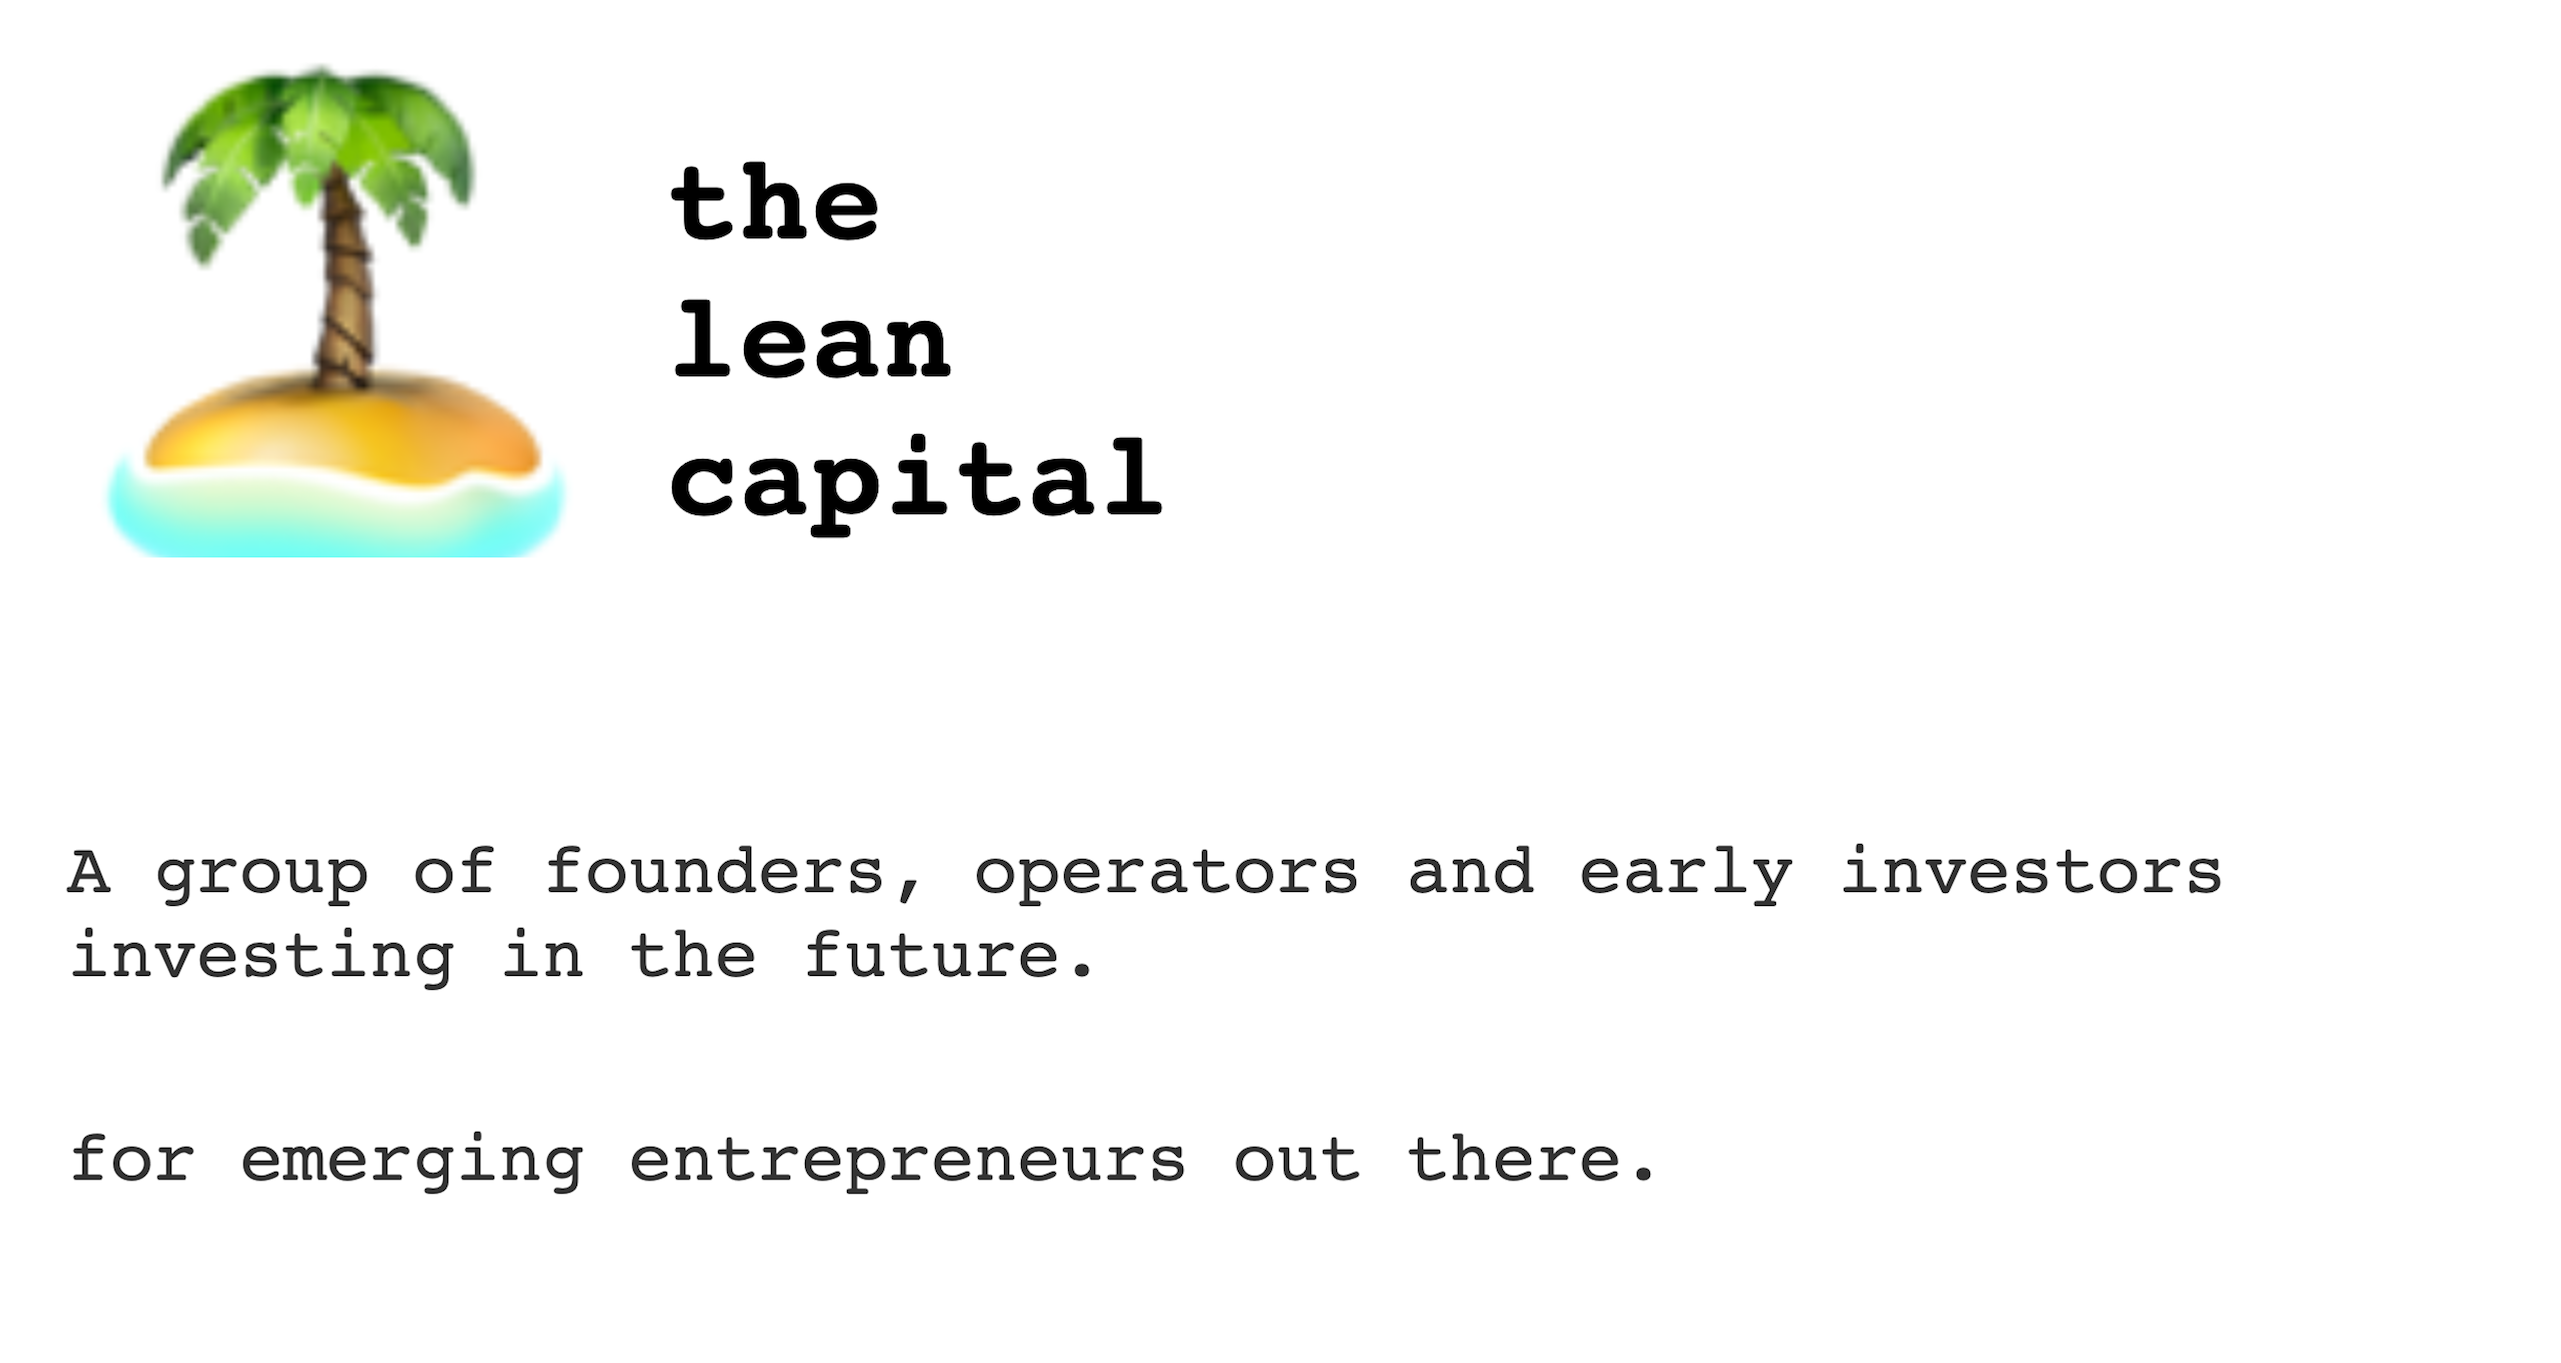 the
lean
capital
A group of founders, operators and early investors
investing in the future.
for emerging entrepreneurs out there.